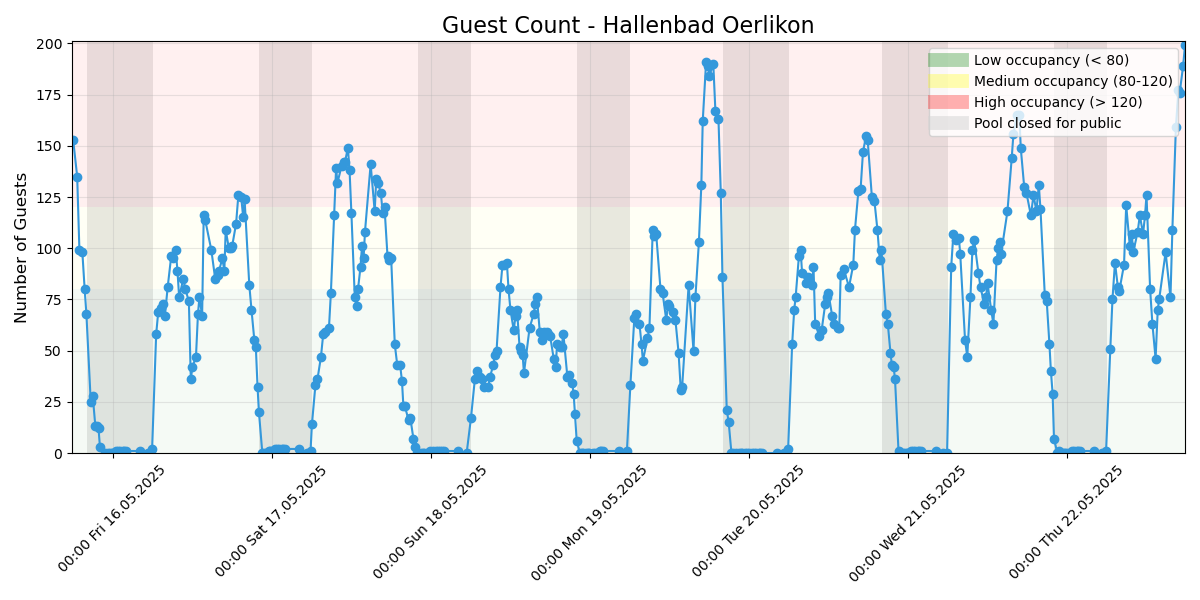 Guest Count - Hallenbad Oerlikon
Number of Guests
200
175
150
125
100
75
50
25
0
Low occupancy (< 80)
Medium occupancy (80-120)
High occupancy (> 120)
Pool closed for public
00:00 Fri 16.05.2025
00:00 Sat 17.05.2025
00:00 Sun 18.05.2025
00:00 Mon 19.05.2025
00:00 Tue 20.05.2025
00:00 Wed 21.05.2025
00:00 Thu 22.05.2025